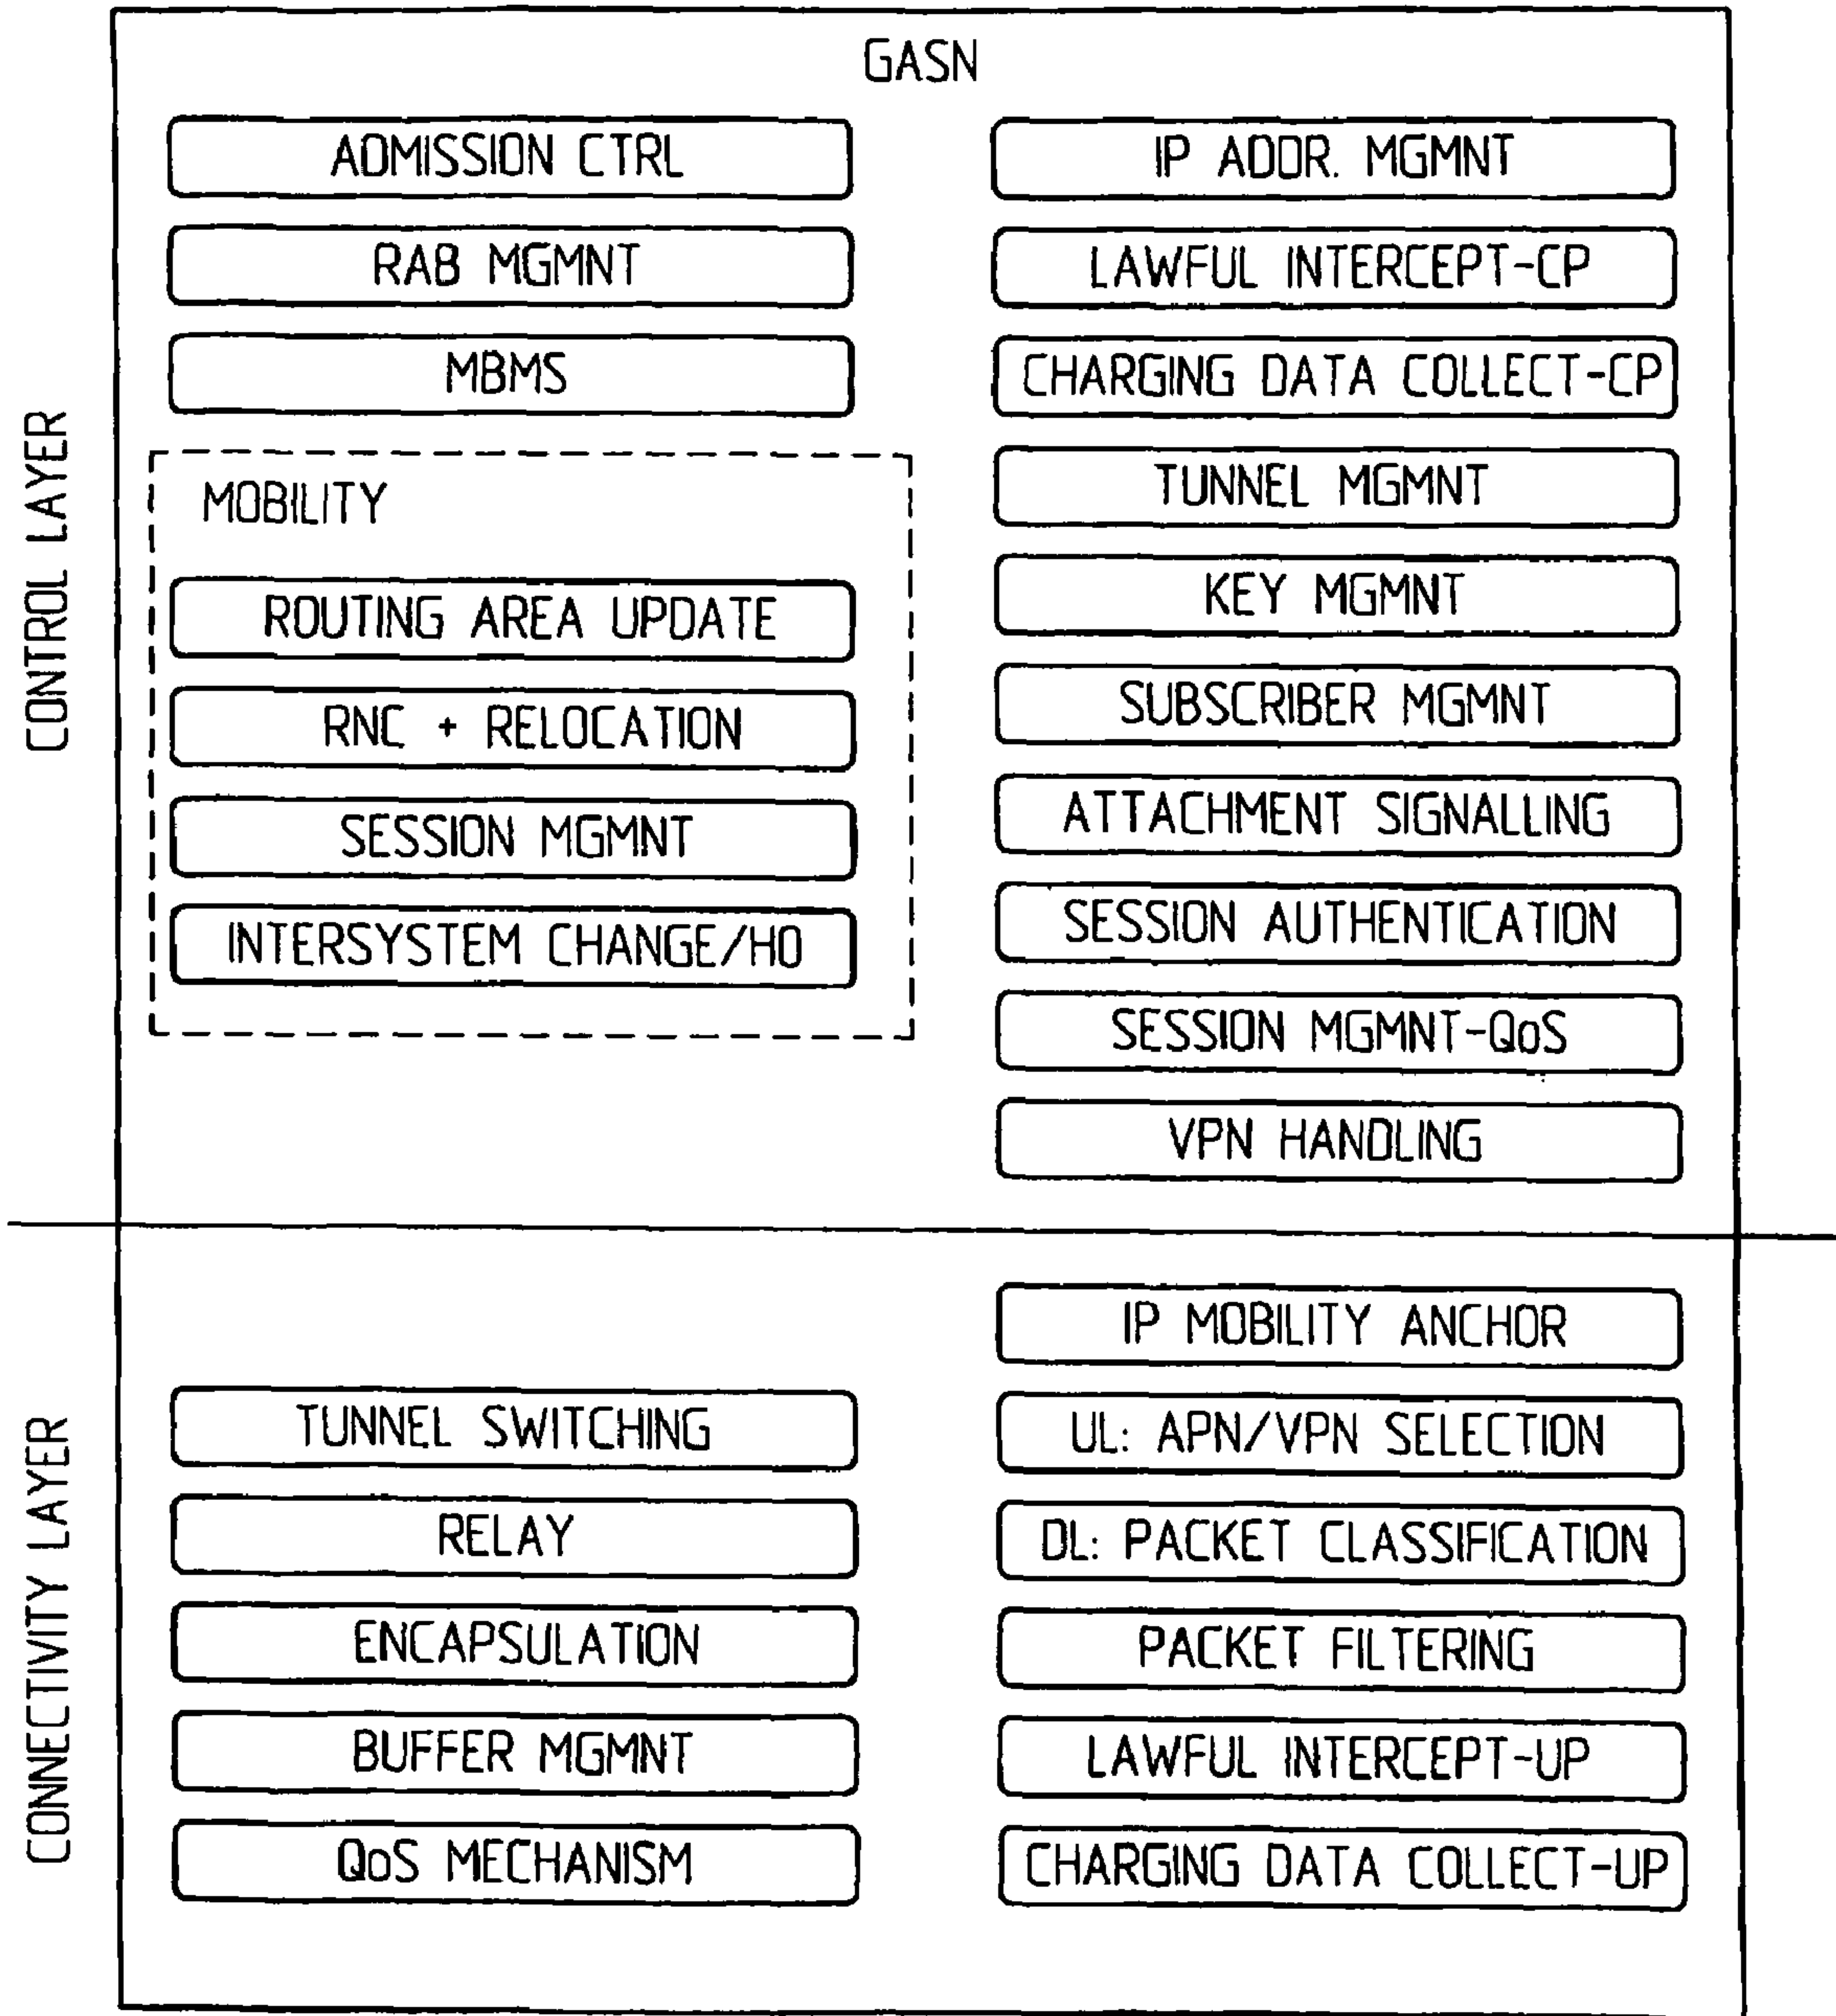 GASN
CONTROL LAYER
ADMISSION CTRL
RAB MGMNT
MBMS
MOBILITY
ROUTING AREA UPDATE
RNC + RELOCATION
SESSION MGMNT
INTERSYSTEM CHANGE/HO
IP ADDR. MGMNT
LAWFUL INTERCEPT-CP
CHARGING DATA COLLECT-CP
TUNNEL MGMNT
KEY MGMNT
SUBSCRIBER MGMNT
ATTACHMENT SIGNALLING
SESSION AUTHENTICATION
SESSION MGMNT-QoS
VPN HANDLING
CONNECTIVITY LAYER
TUNNEL SWITCHING
RELAY
ENCAPSULATION
BUFFER MGMNT
QoS MECHANISM
IP MOBILITY ANCHOR
UL: APN/VPN SELECTION
DL: PACKET CLASSIFICATION
PACKET FILTERING
LAWFUL INTERCEPT-UP
CHARGING DATA COLLECT-UP